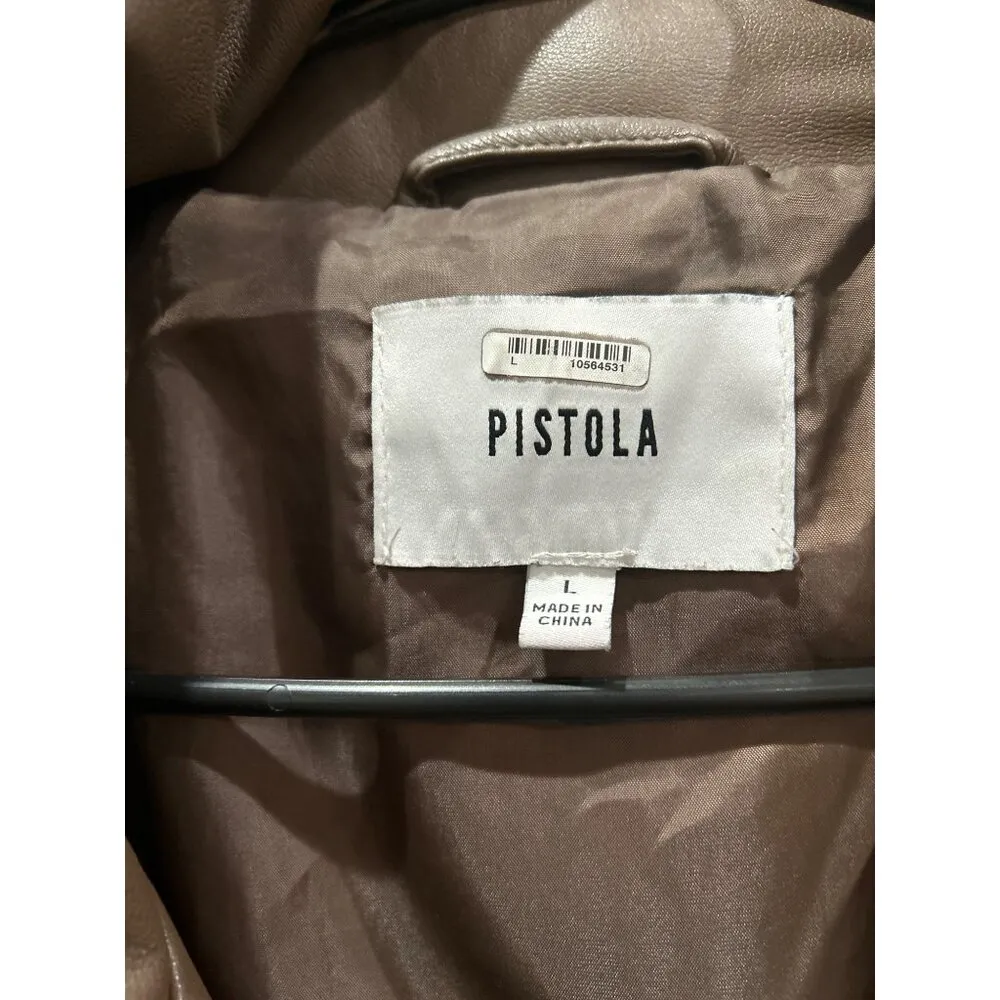 L 10564531
PISTOLA
L
MADE IN
CHINA